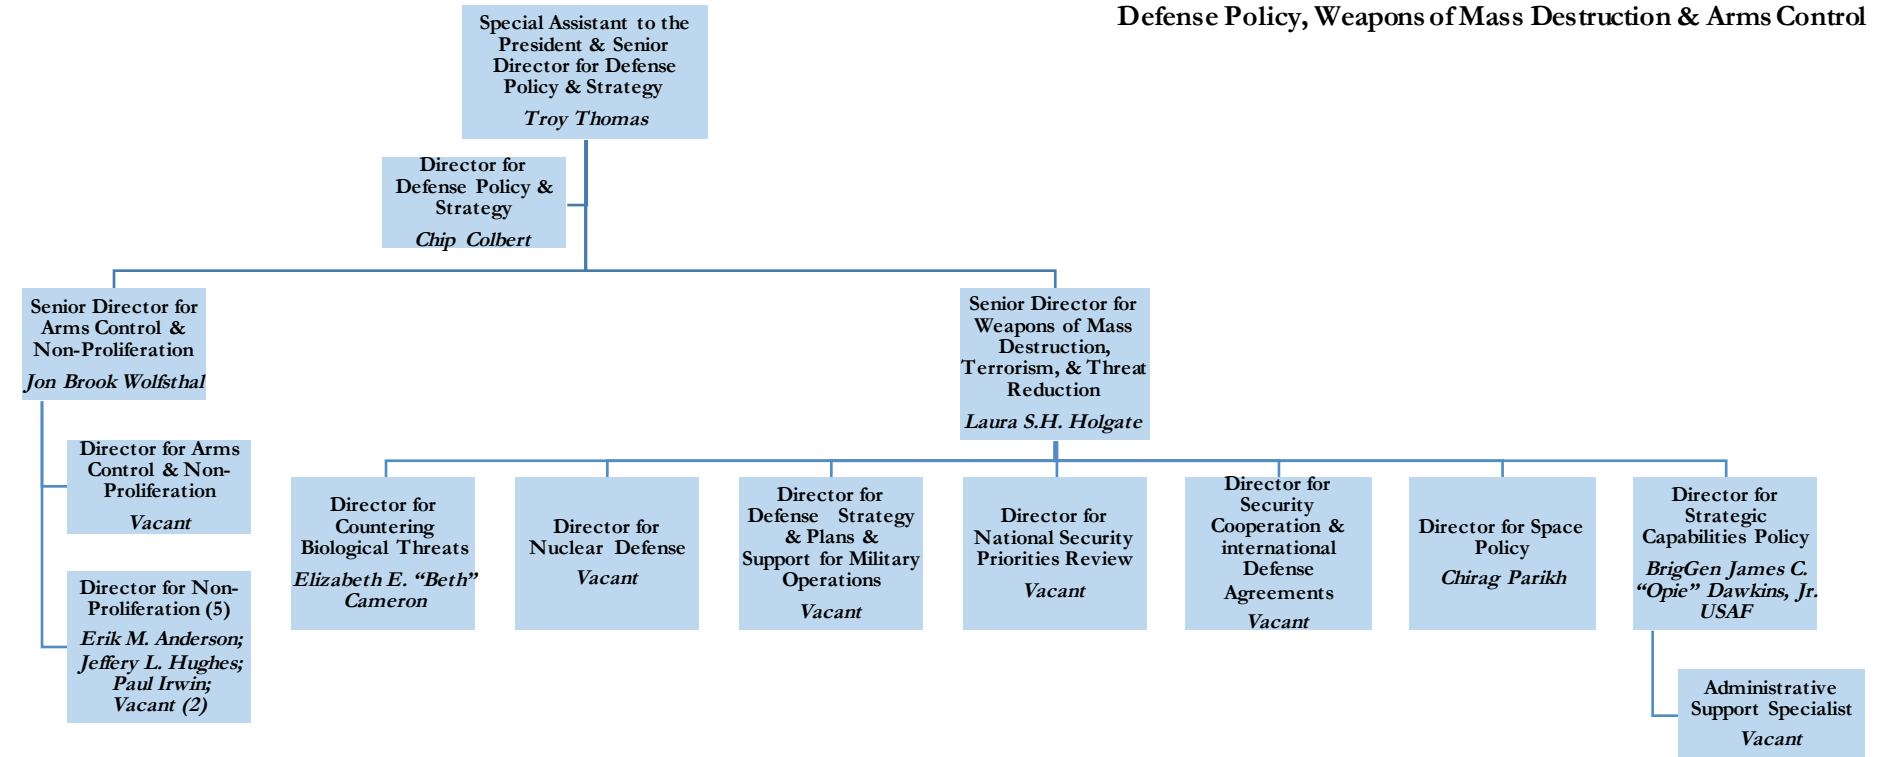 Defense Policy, Weapons of Mass Destruction & Arms Control
Special Assistant to the
President & Senior
Director for Defense
Policy & Strategy
Troy Thomas
Director for
Defense Policy &
Strategy
Chip Colbert
Senior Director for
Arms Control &
Non-Proliferation
Jon Brook Wolfsthal
Senior Director for
Weapons of Mass
Destruction,
Terrorism, & Threat
Reduction
Laura S.H. Holgate
Director for Arms
Control & Non-
Proliferation
Vacant
Director for Non-
Proliferation (5)
Erik M. Anderson;
Jeffery L. Hughes;
Paul Irwin;
Vacant (2)
Director for
Countering
Biological Threats
Elizabeth E. “Beth”
Cameron
Director for
Nuclear Defense
Vacant
Director for
Defense Strategy
& Plans &
Support for Military
Operations
Vacant
Director for
National Security
Priorities Review
Vacant
Director for
Security
Cooperation &
international
Defense
Agreements
Vacant
Director for Space
Policy
Chirag Parikh
Director for
Strategic
Capabilities Policy
BrigGen James C.
“Opie” Dawkins, Jr.
USAF
Administrative
Support Specialist
Vacant